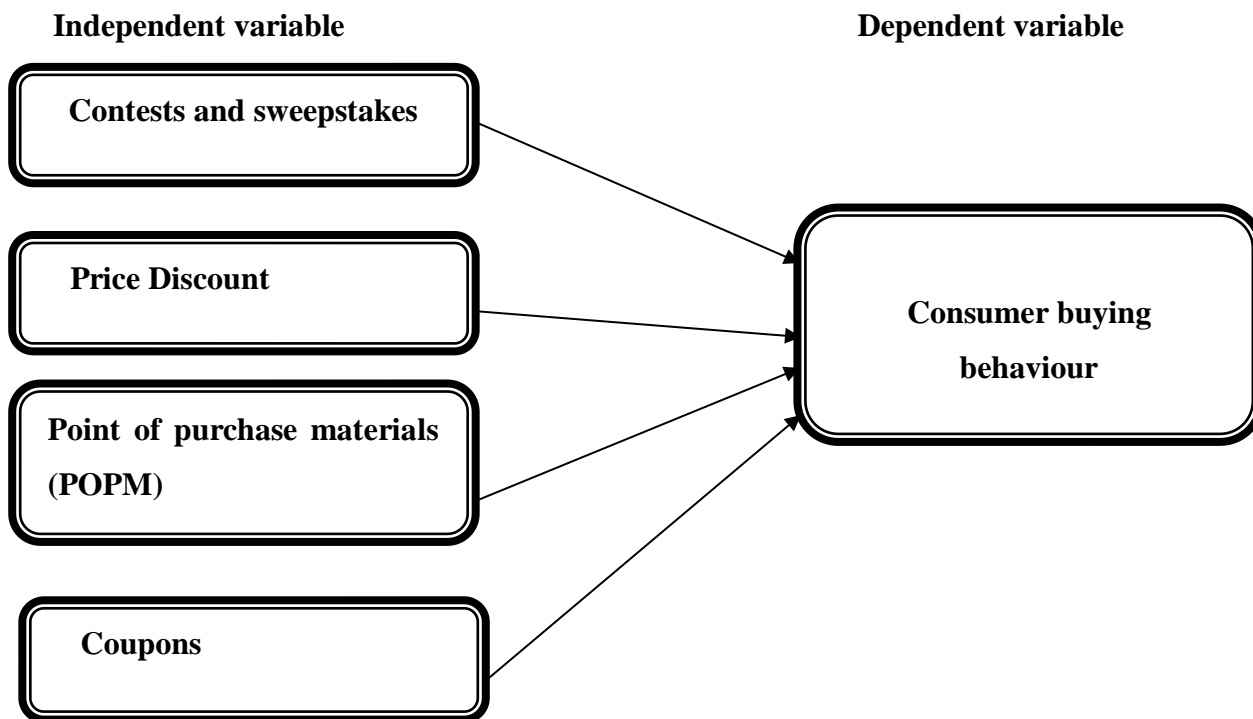 Independent variable
Dependent variable
Contests and sweepstakes
Price Discount
Point of purchase materials
(POPM)
Coupons
Consumer buying
behaviour